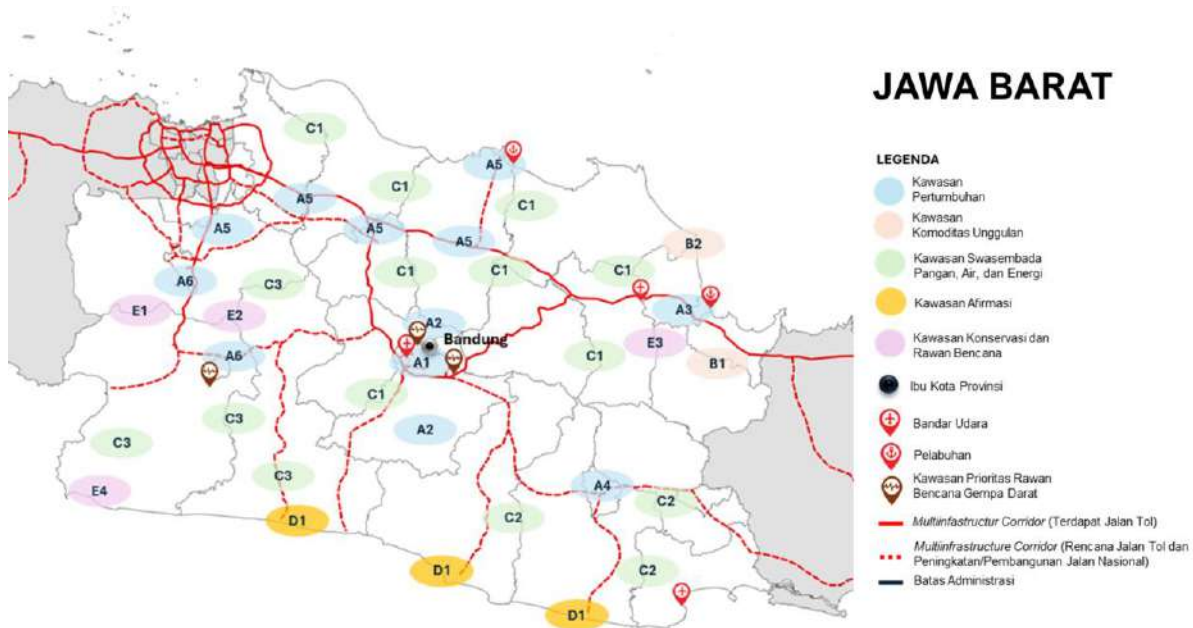 JAWA BARAT
LEGENDA
Kawasan
Pertumbuhan
Kawasan
Komoditas Unggulan
Kawasan Swasembada
Pangan, Air, dan Energi
Kawasan Afirmasi
Kawasan Konservasi dan
Rawan Bencana
Ibu Kota Provinsi
Bandar Udara
Pelabuhan
Kawasan Prioritas Rawan
Bencana Gempa Darat
Multiinfastructur Corridor (Terdapat Jalan Tol)
Multiinfrastructure Corridor (Rencana Jalan Tol dan
Peningkatan/Pembangunan Jalan Nasional)
Batas Administrasi
C1
A5
C1
A5
C1
A5
A5
A5
B2
A6
C3
C1
C1
C1
E1
E2
A3
A2
Bandung
E3
A6
A1
C1
B1
C1
C3
A2
C3
C3
A4
E4
C2
D1
C2
D1
C2
D1